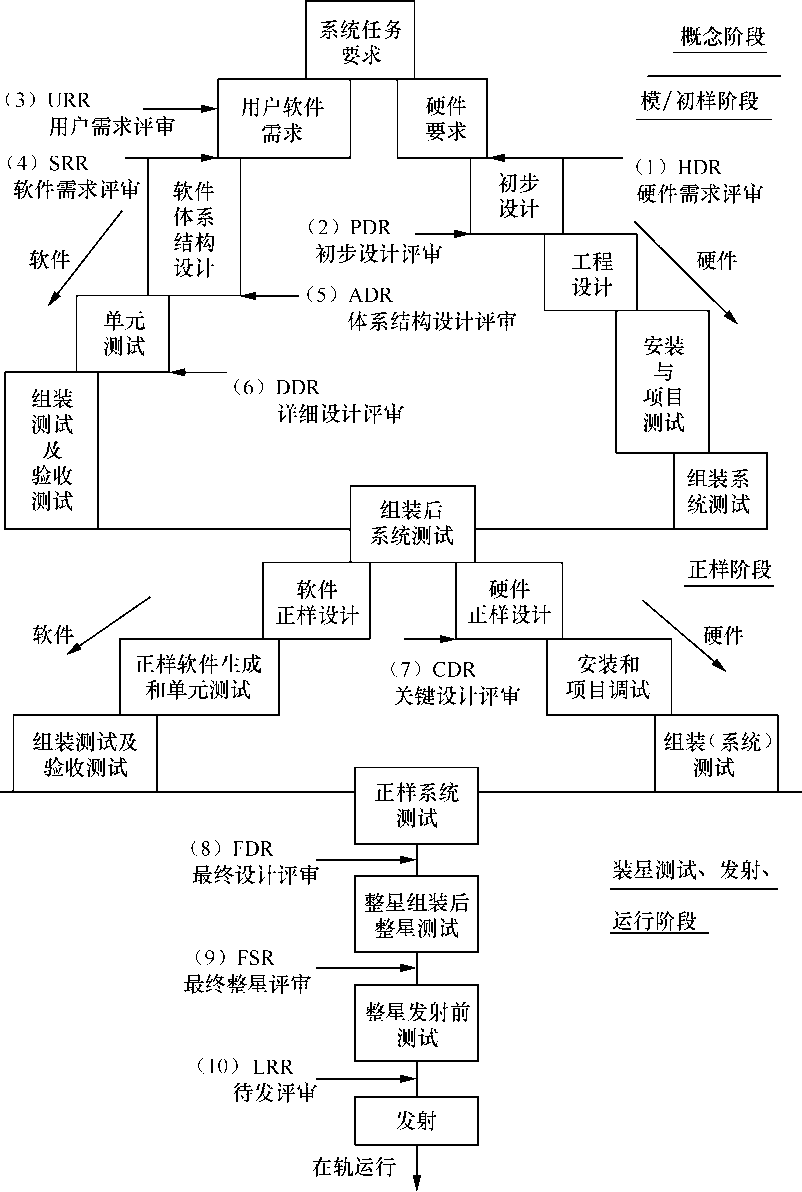 系统任务
要求
概念阶段
模/初样阶段
(3) URR
用户需求评审
用户软件
需求
硬件
要求
(4) SRR
软件需求评审
软件
体系
结构
设计
初步
设计
(1) HDR
硬件需求评审
(2) PDR
初步设计评审
软件
工程
设计
硬件
(5) ADR
体系结构设计评审
单元
测试
安装
与
项目
测试
(6) DDR
详细设计评审
组装
测试
及
验收
测试
组装系
统测试
组装后
系统测试
正样阶段
软件
正样设计
硬件
正样设计
软件
硬件
正样软件生成
和单元测试
(7) CDR
关键设计评审
安装和
项目调试
组装测试及
验收测试
组装(系统)
测试
正样系统
测试
(8) FDR
最终设计评审
装星测试、发射、
运行阶段
整星组装后
整星测试
(9) FSR
最终整星评审
整星发射前
测试
(10) LRR
待发评审
发射
在轨运行